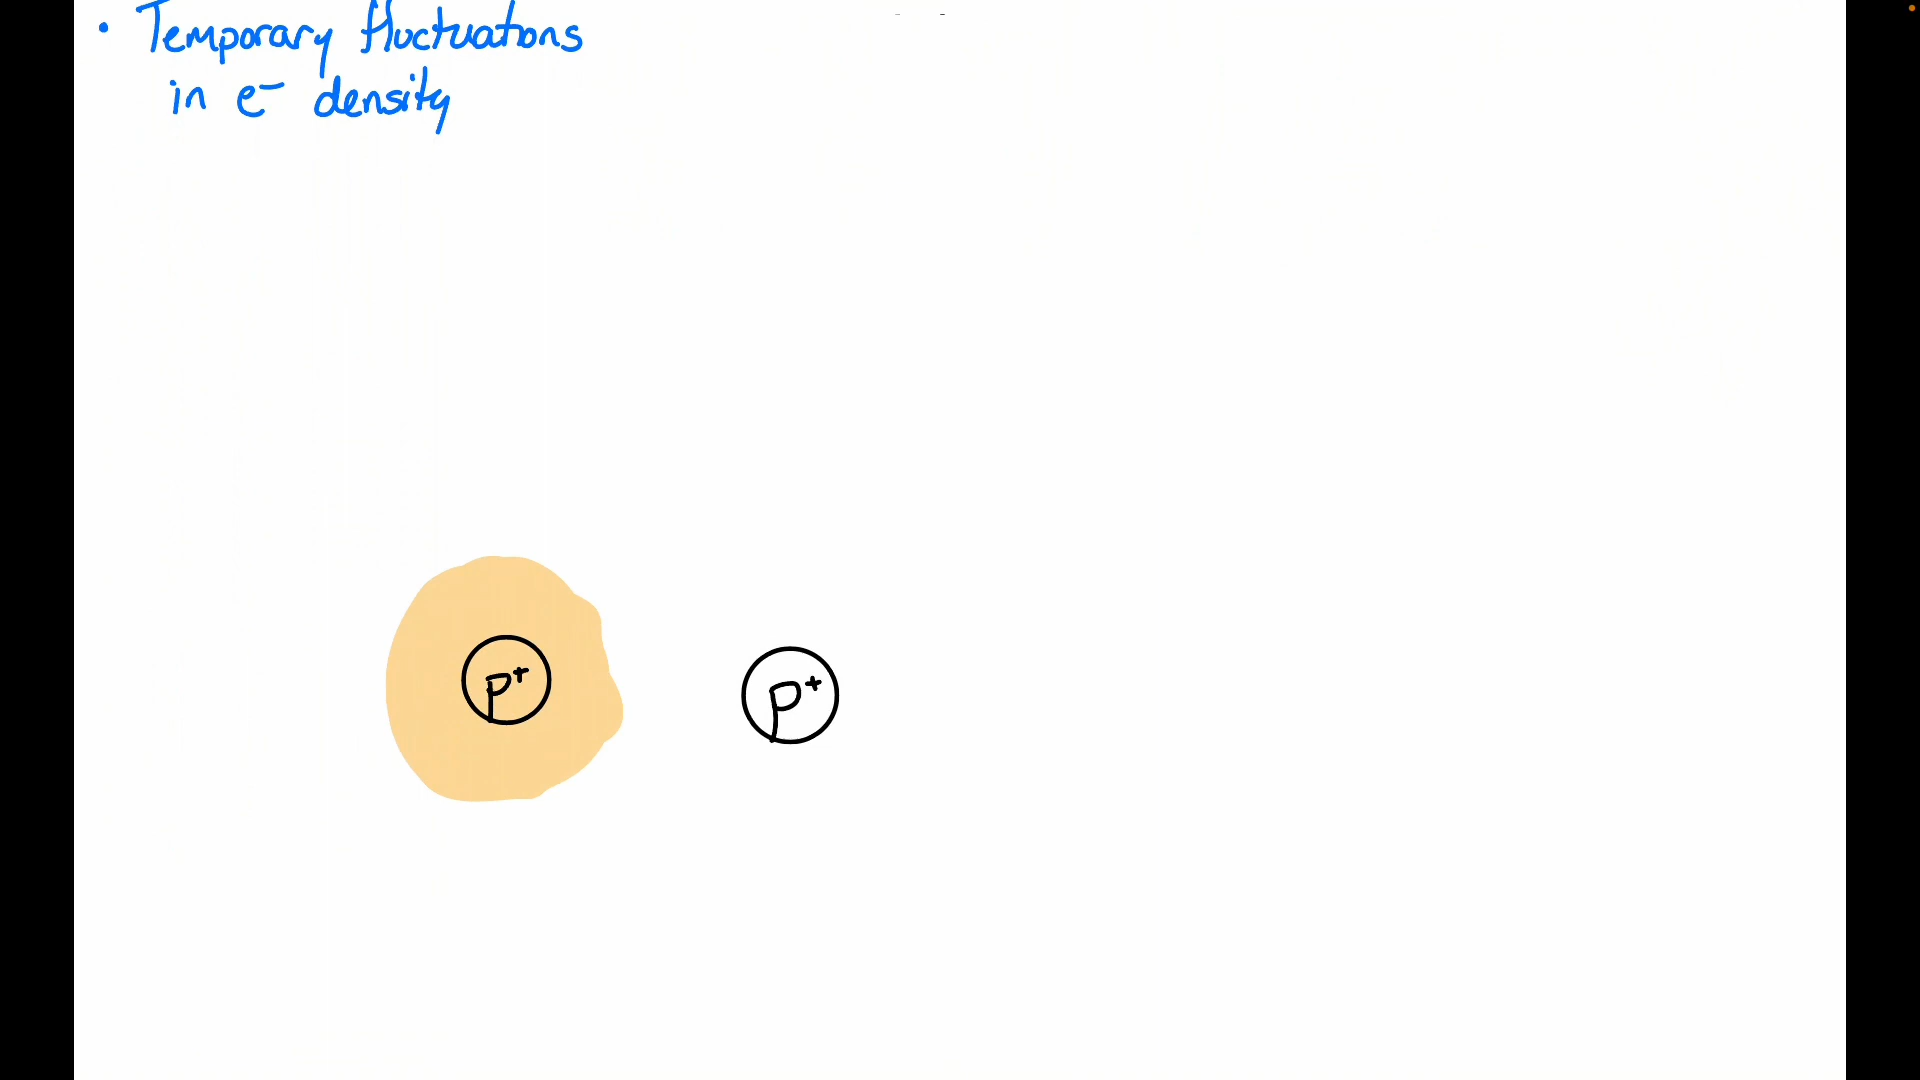 • Temporary fluctuations
in e⁻ density
p⁺ p⁺